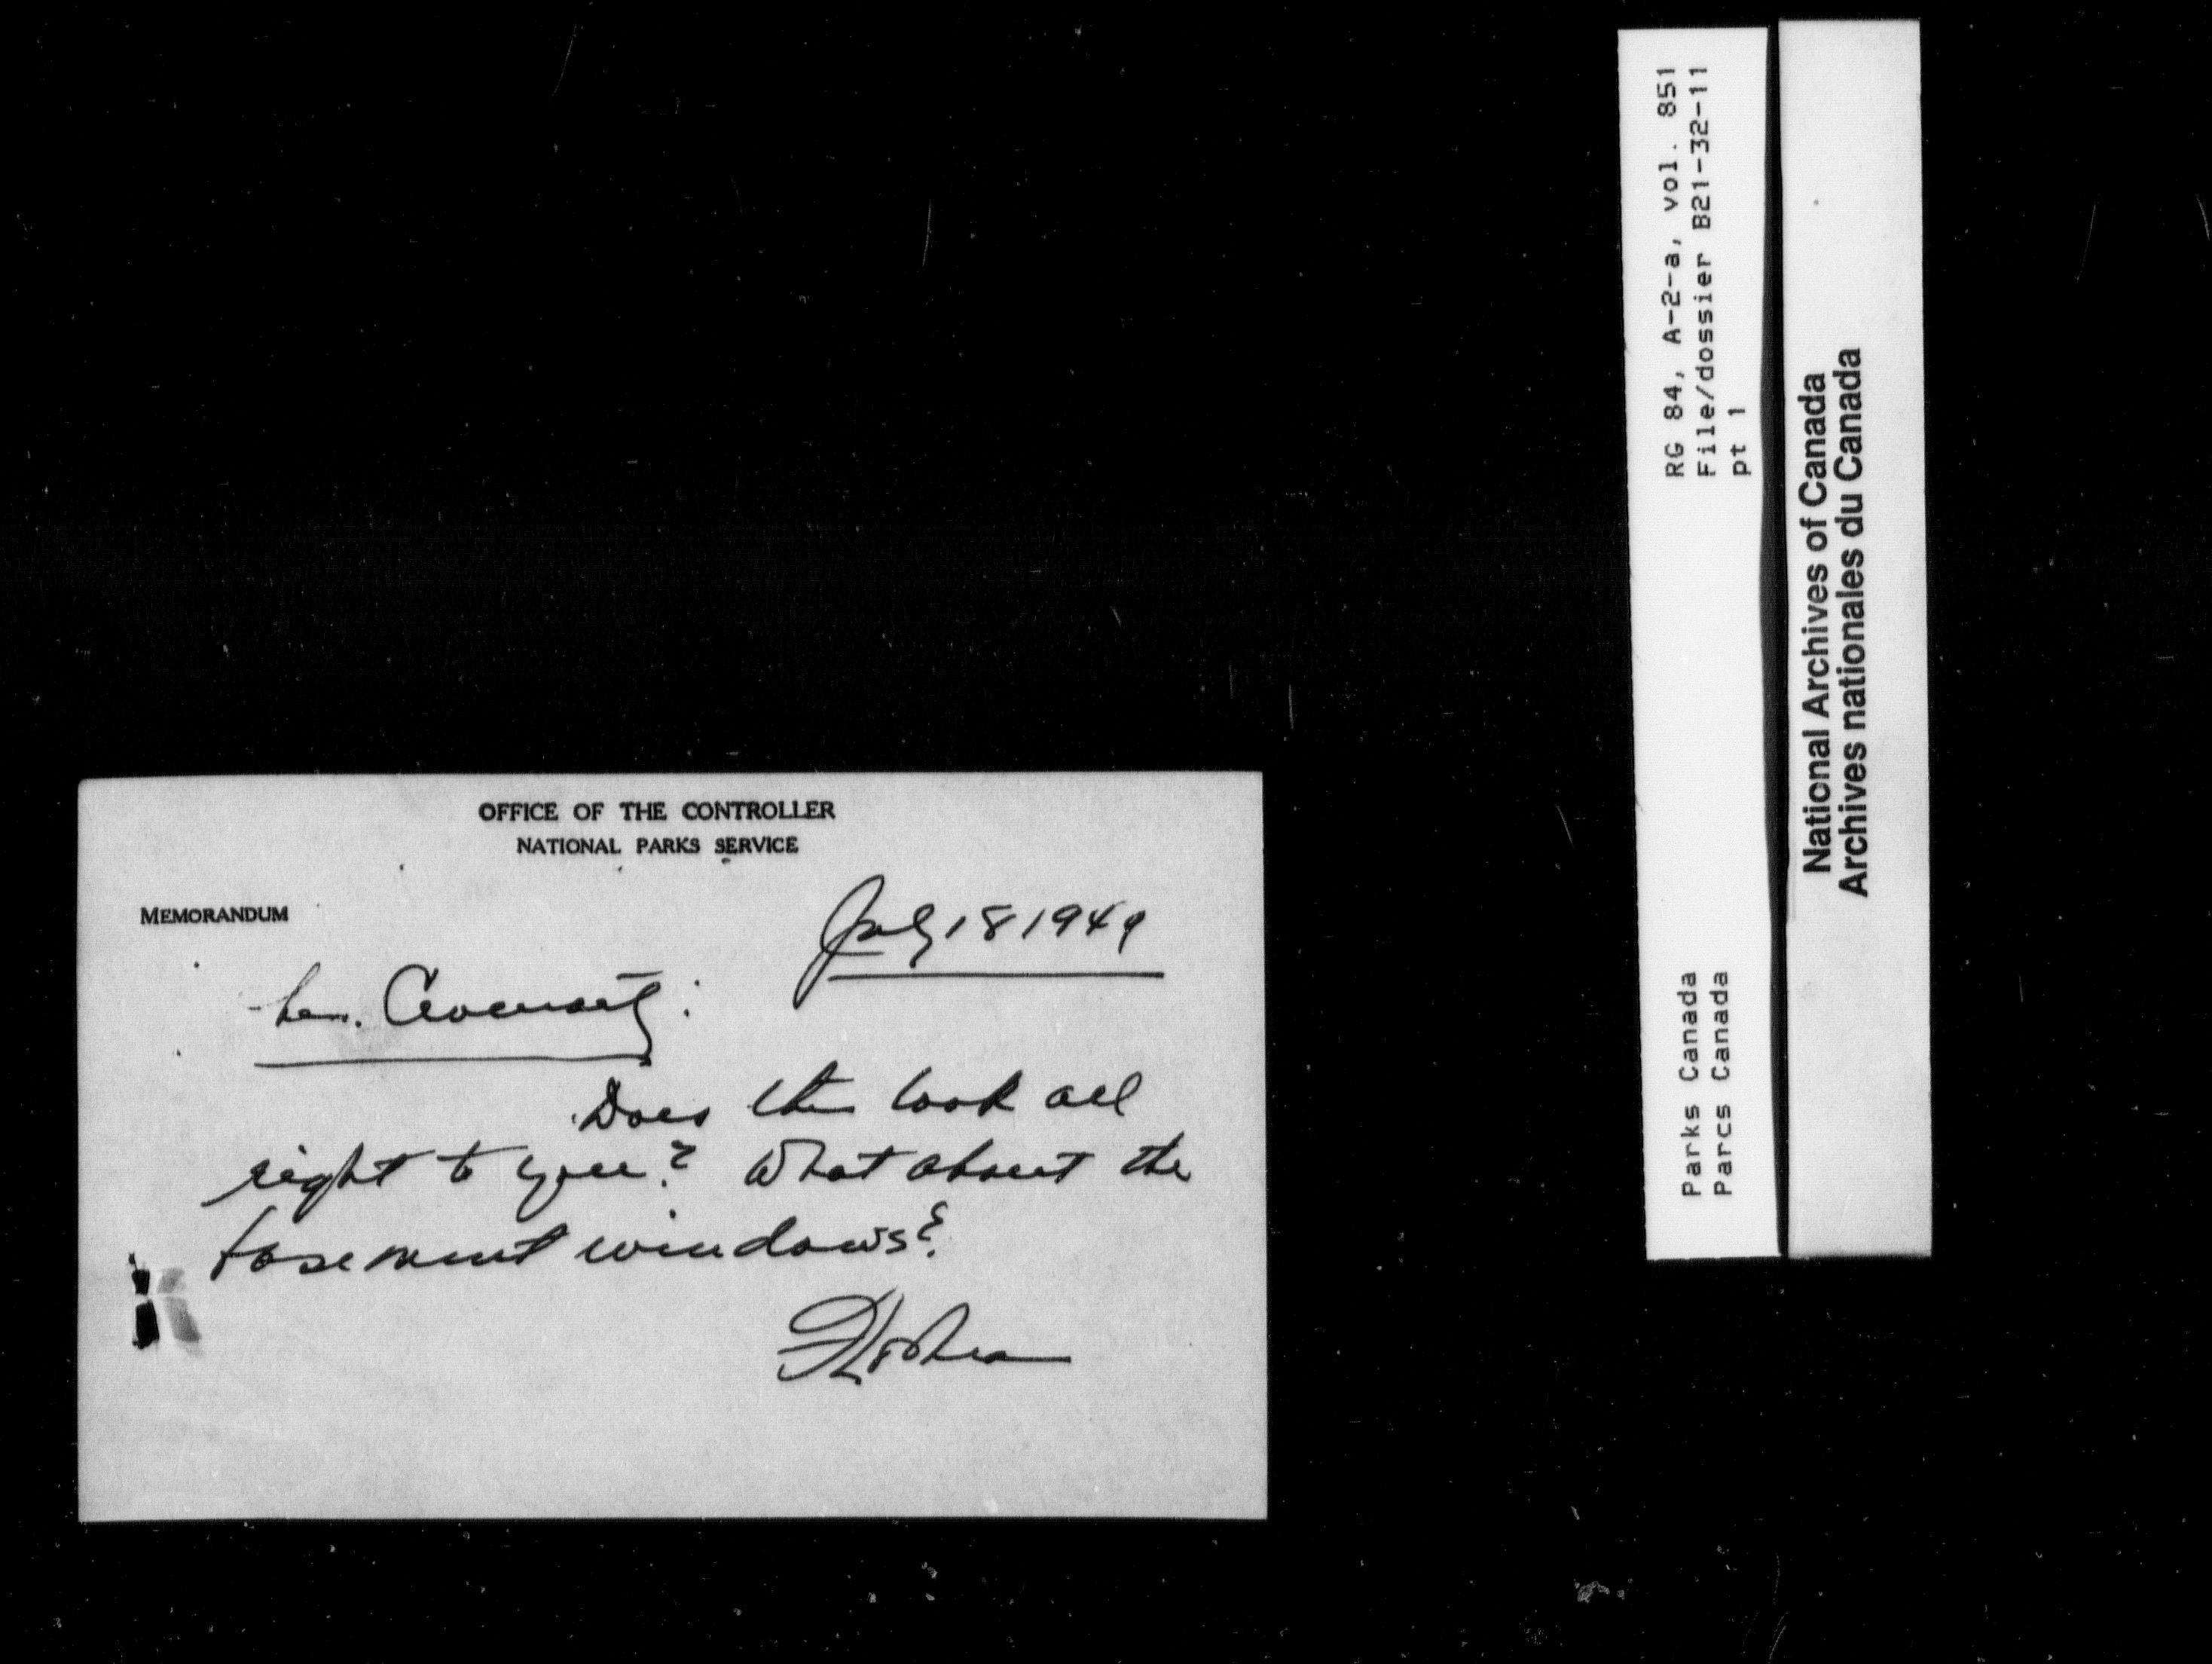 OFFICE OF THE CONTROLLER
NATIONAL PARKS SERVICE
MEMORANDUM
July 18 1949
Mr. Cromarty:
Does this look all
right to you? What about the
basement windows?
RG 84, A-2-a, vol. 851
File/dossier B21-32-11
pt 1
Parks Canada
Parcs Canada
National Archives of Canada
Archives nationales du Canada